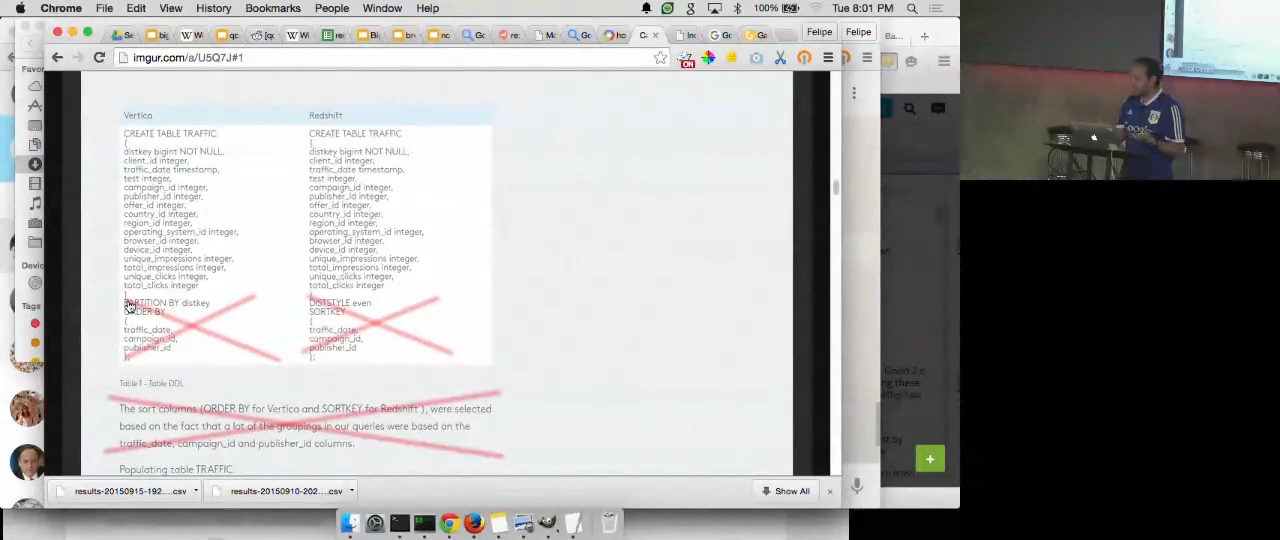 Chrome File Edit View History Bookmarks People Window Help
100% Tue 8:01 PM
Felipe Felipe
imgur.com/a/U5Q7J#1
ON
Favor
Devic
Tags
Vertica Redshift
CREATE TABLE TRAFFIC CREATE TABLE TRAFFIC
( (
distkey bigint NOT NULL, distkey bigint NOT NULL,
client_id integer, client_id integer,
traffic_date timestamp, traffic_date timestamp,
test integer, test integer,
campaign_id integer, campaign_id integer,
publisher_id integer, publisher_id integer,
offer_id integer, offer_id integer,
country_id integer, country_id integer,
region_id integer, region_id integer,
operating_system_id integer, operating_system_id integer,
browser_id integer, browser_id integer,
device_id integer, device_id integer,
unique_impressions integer, unique_impressions integer,
total_impressions integer, total_impressions integer,
unique_clicks integer, unique_clicks integer,
total_clicks integer total_clicks integer
) )
PARTITION BY distkey DISTSTYLE even
ORDER BY SORTKEY
( (
traffic_date, traffic_date,
campaign_id, campaign_id,
publisher_id publisher_id
); );
Table 1 - Table DDL
The sort columns (ORDER BY for Vertica and SORTKEY for Redshift ), were selected
based on the fact that a lot of the groupings in our queries were based on the
traffic_date, campaign_id and publisher_id columns.
Populating table TRAFFIC
results-20150915-192....csv results-20150910-202....csv Show All
Google